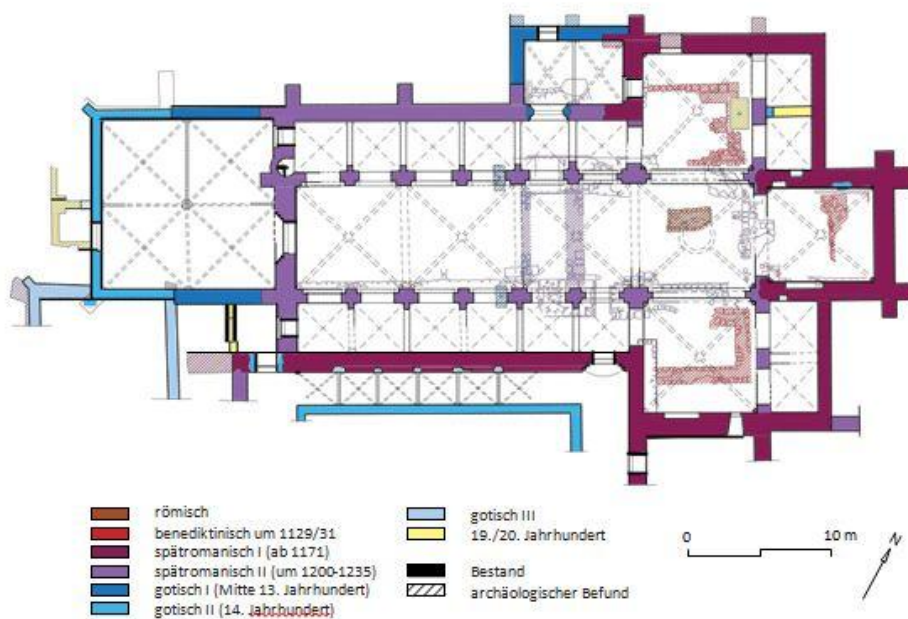 römisch
benediktinisch um 1129/31
spätromanisch I (ab 1171)
spätromanisch II (um 1200-1235)
gotisch I (Mitte 13. Jahrhundert)
gotisch II (14. Jahrhundert)
gotisch III
19./20. Jahrhundert
Bestand
archäologischer Befund
0 10 m
N